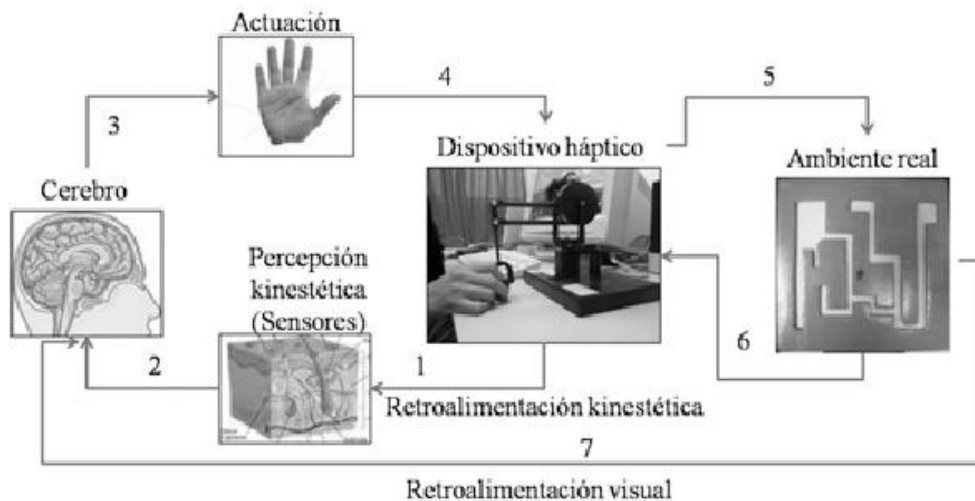 Actuación
3
4
5
Dispositivo háptico
Ambiente real
Cerebro
Percepción
kinestética
(Sensores)
2
1
6
Retroalimentación kinestética
7
Retroalimentación visual